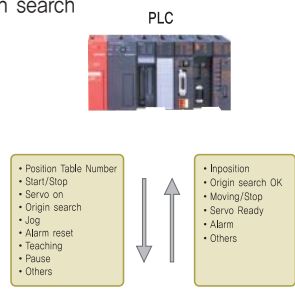 n search
PLC
• Position Table Number
• Start/Stop
• Servo on
• Origin search
• Jog
• Alarm reset
• Teaching
• Pause
• Others
• Inposition
• Origin search OK
• Moving/Stop
• Servo Ready
• Alarm
• Others